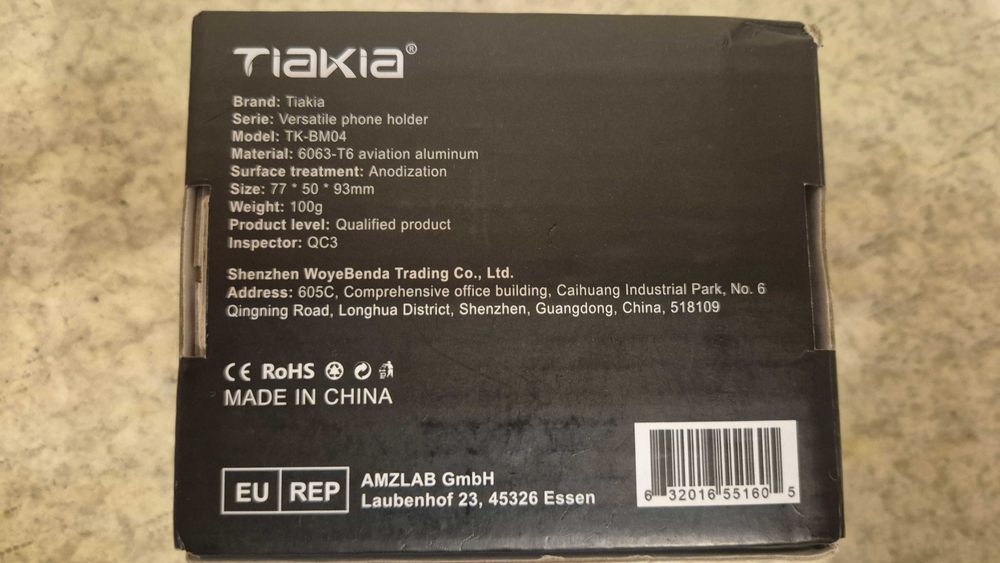 TIAKIA®
Brand: Tiakia
Serie: Versatile phone holder
Model: TK-BM04
Material: 6063-T6 aviation aluminum
Surface treatment: Anodization
Size: 77 * 50 * 93mm
Weight: 100g
Product level: Qualified product
Inspector: QC3
Shenzhen WoyeBenda Trading Co., Ltd.
Address: 605C, Comprehensive office building, Caihuang Industrial Park, No. 6
Qingning Road, Longhua District, Shenzhen, Guangdong, China, 518109
CE RoHS
MADE IN CHINA
EU REP
AMZLAB GmbH
Laubenhof 23, 45326 Essen
6 32016 55160 5